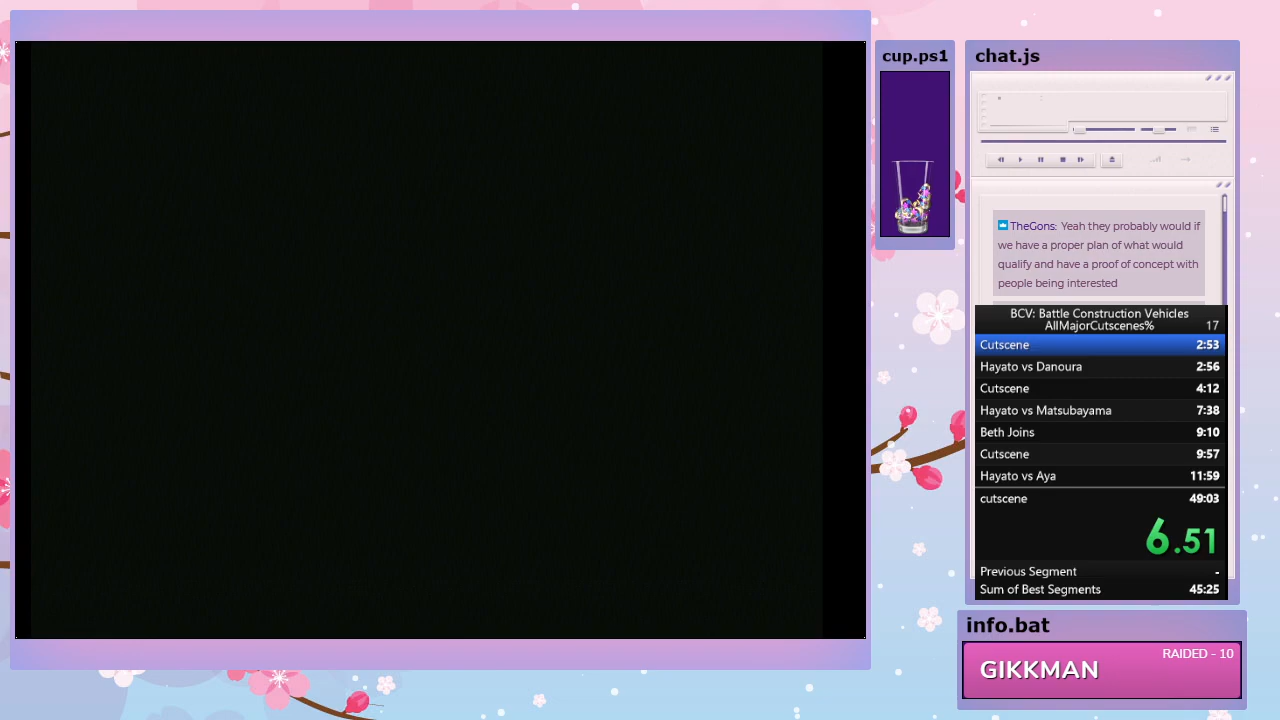 cup.ps1
chat.js
TheGons: Yeah they probably would if
we have a proper plan of what would
qualify and have a proof of concept with
people being interested
BCV: Battle Construction Vehicles
AllMajorCutscenes% 17
Cutscene 2:53
Hayato vs Danoura 2:56
Cutscene 4:12
Hayato vs Matsubayama 7:38
Beth Joins 9:10
Cutscene 9:57
Hayato vs Aya 11:59
cutscene 49:03
6.51
Previous Segment -
Sum of Best Segments 45:25
info.bat
RAIDED - 10
GIKKMAN